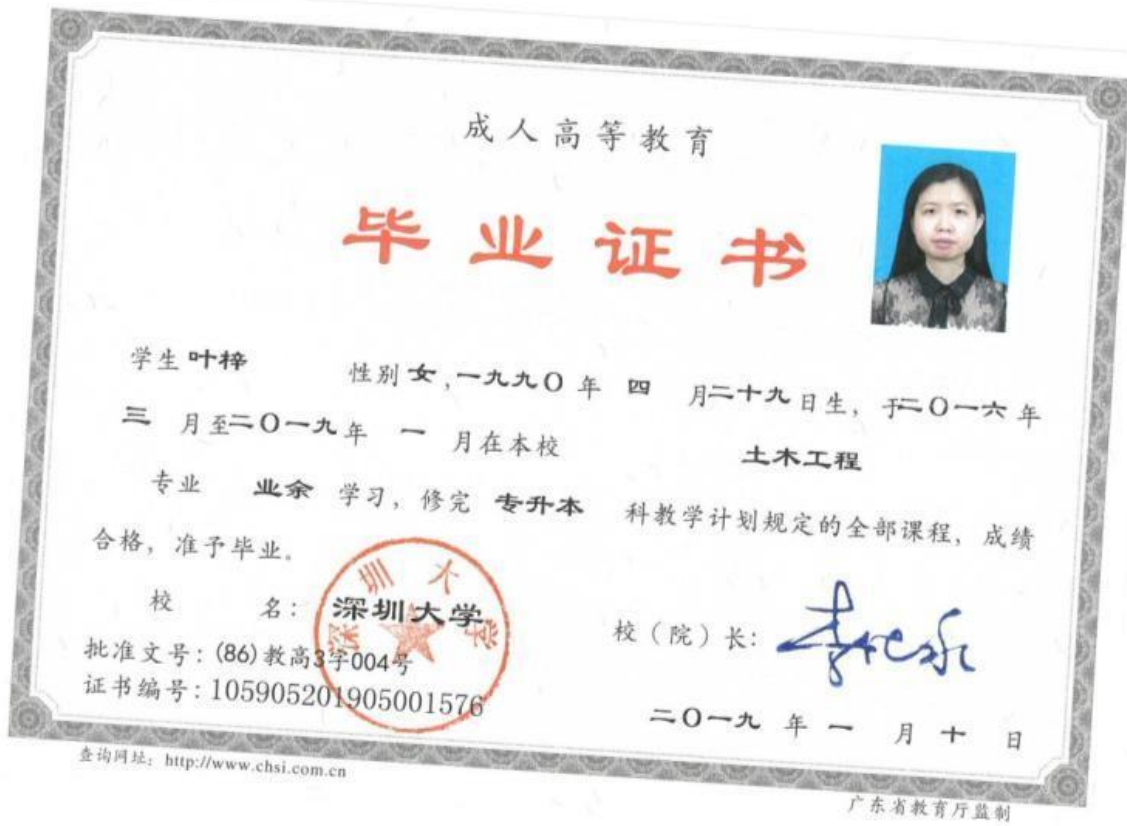 成人高等教育
毕业证书
学生 叶梓 性别 女,一九九〇 年 四 月二十九日生, 于二〇一六 年
三 月至二〇一九年 一 月在本校 土木工程
专业 业余 学习, 修完 专升本 科教学计划规定的全部课程, 成绩
合格, 准予毕业。
校 名: 深圳大学
深圳大学
校（院）长:
批准文号: (86)教高3字004号
证书编号: 105905201905001576
二〇一九 年 一 月 十 日
查询网址: http://www.chsi.com.cn
广东省教育厅监制